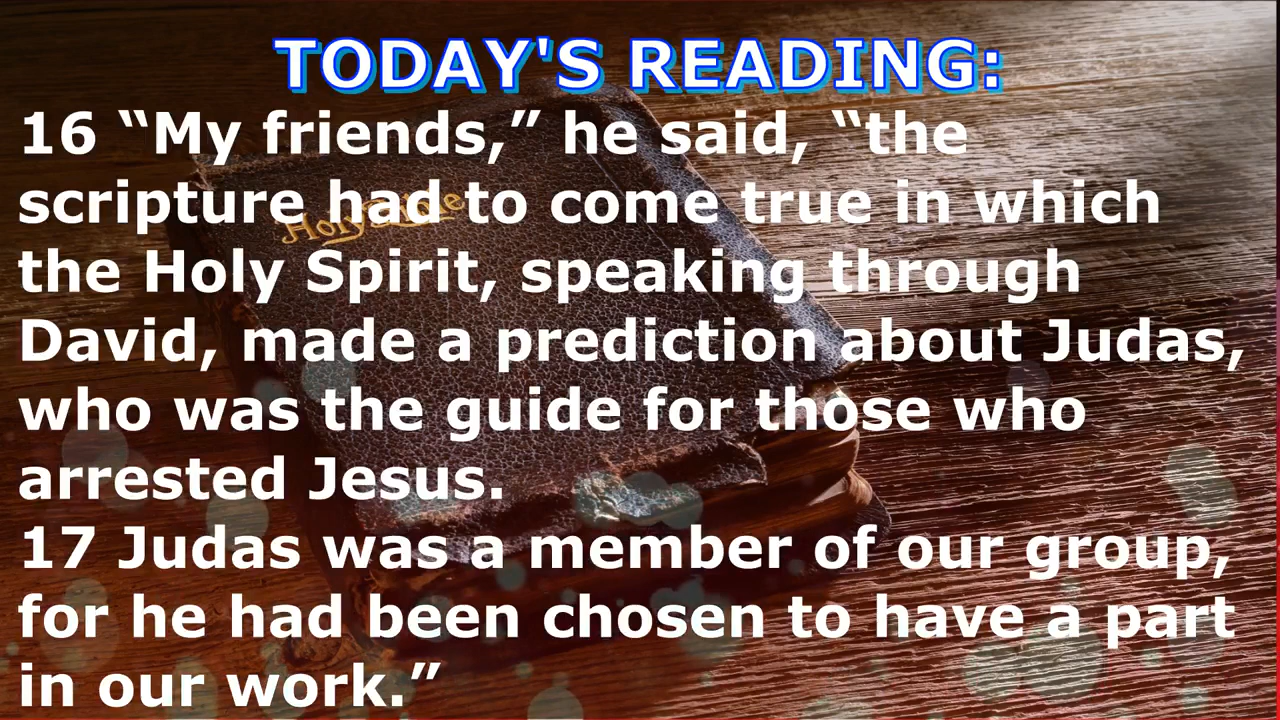 TODAY'S READING:
16 “My friends,” he said, “the
scripture had to come true in which
the Holy Spirit, speaking through
David, made a prediction about Judas,
who was the guide for those who
arrested Jesus.
17 Judas was a member of our group,
for he had been chosen to have a part
in our work.”
Holy Bible